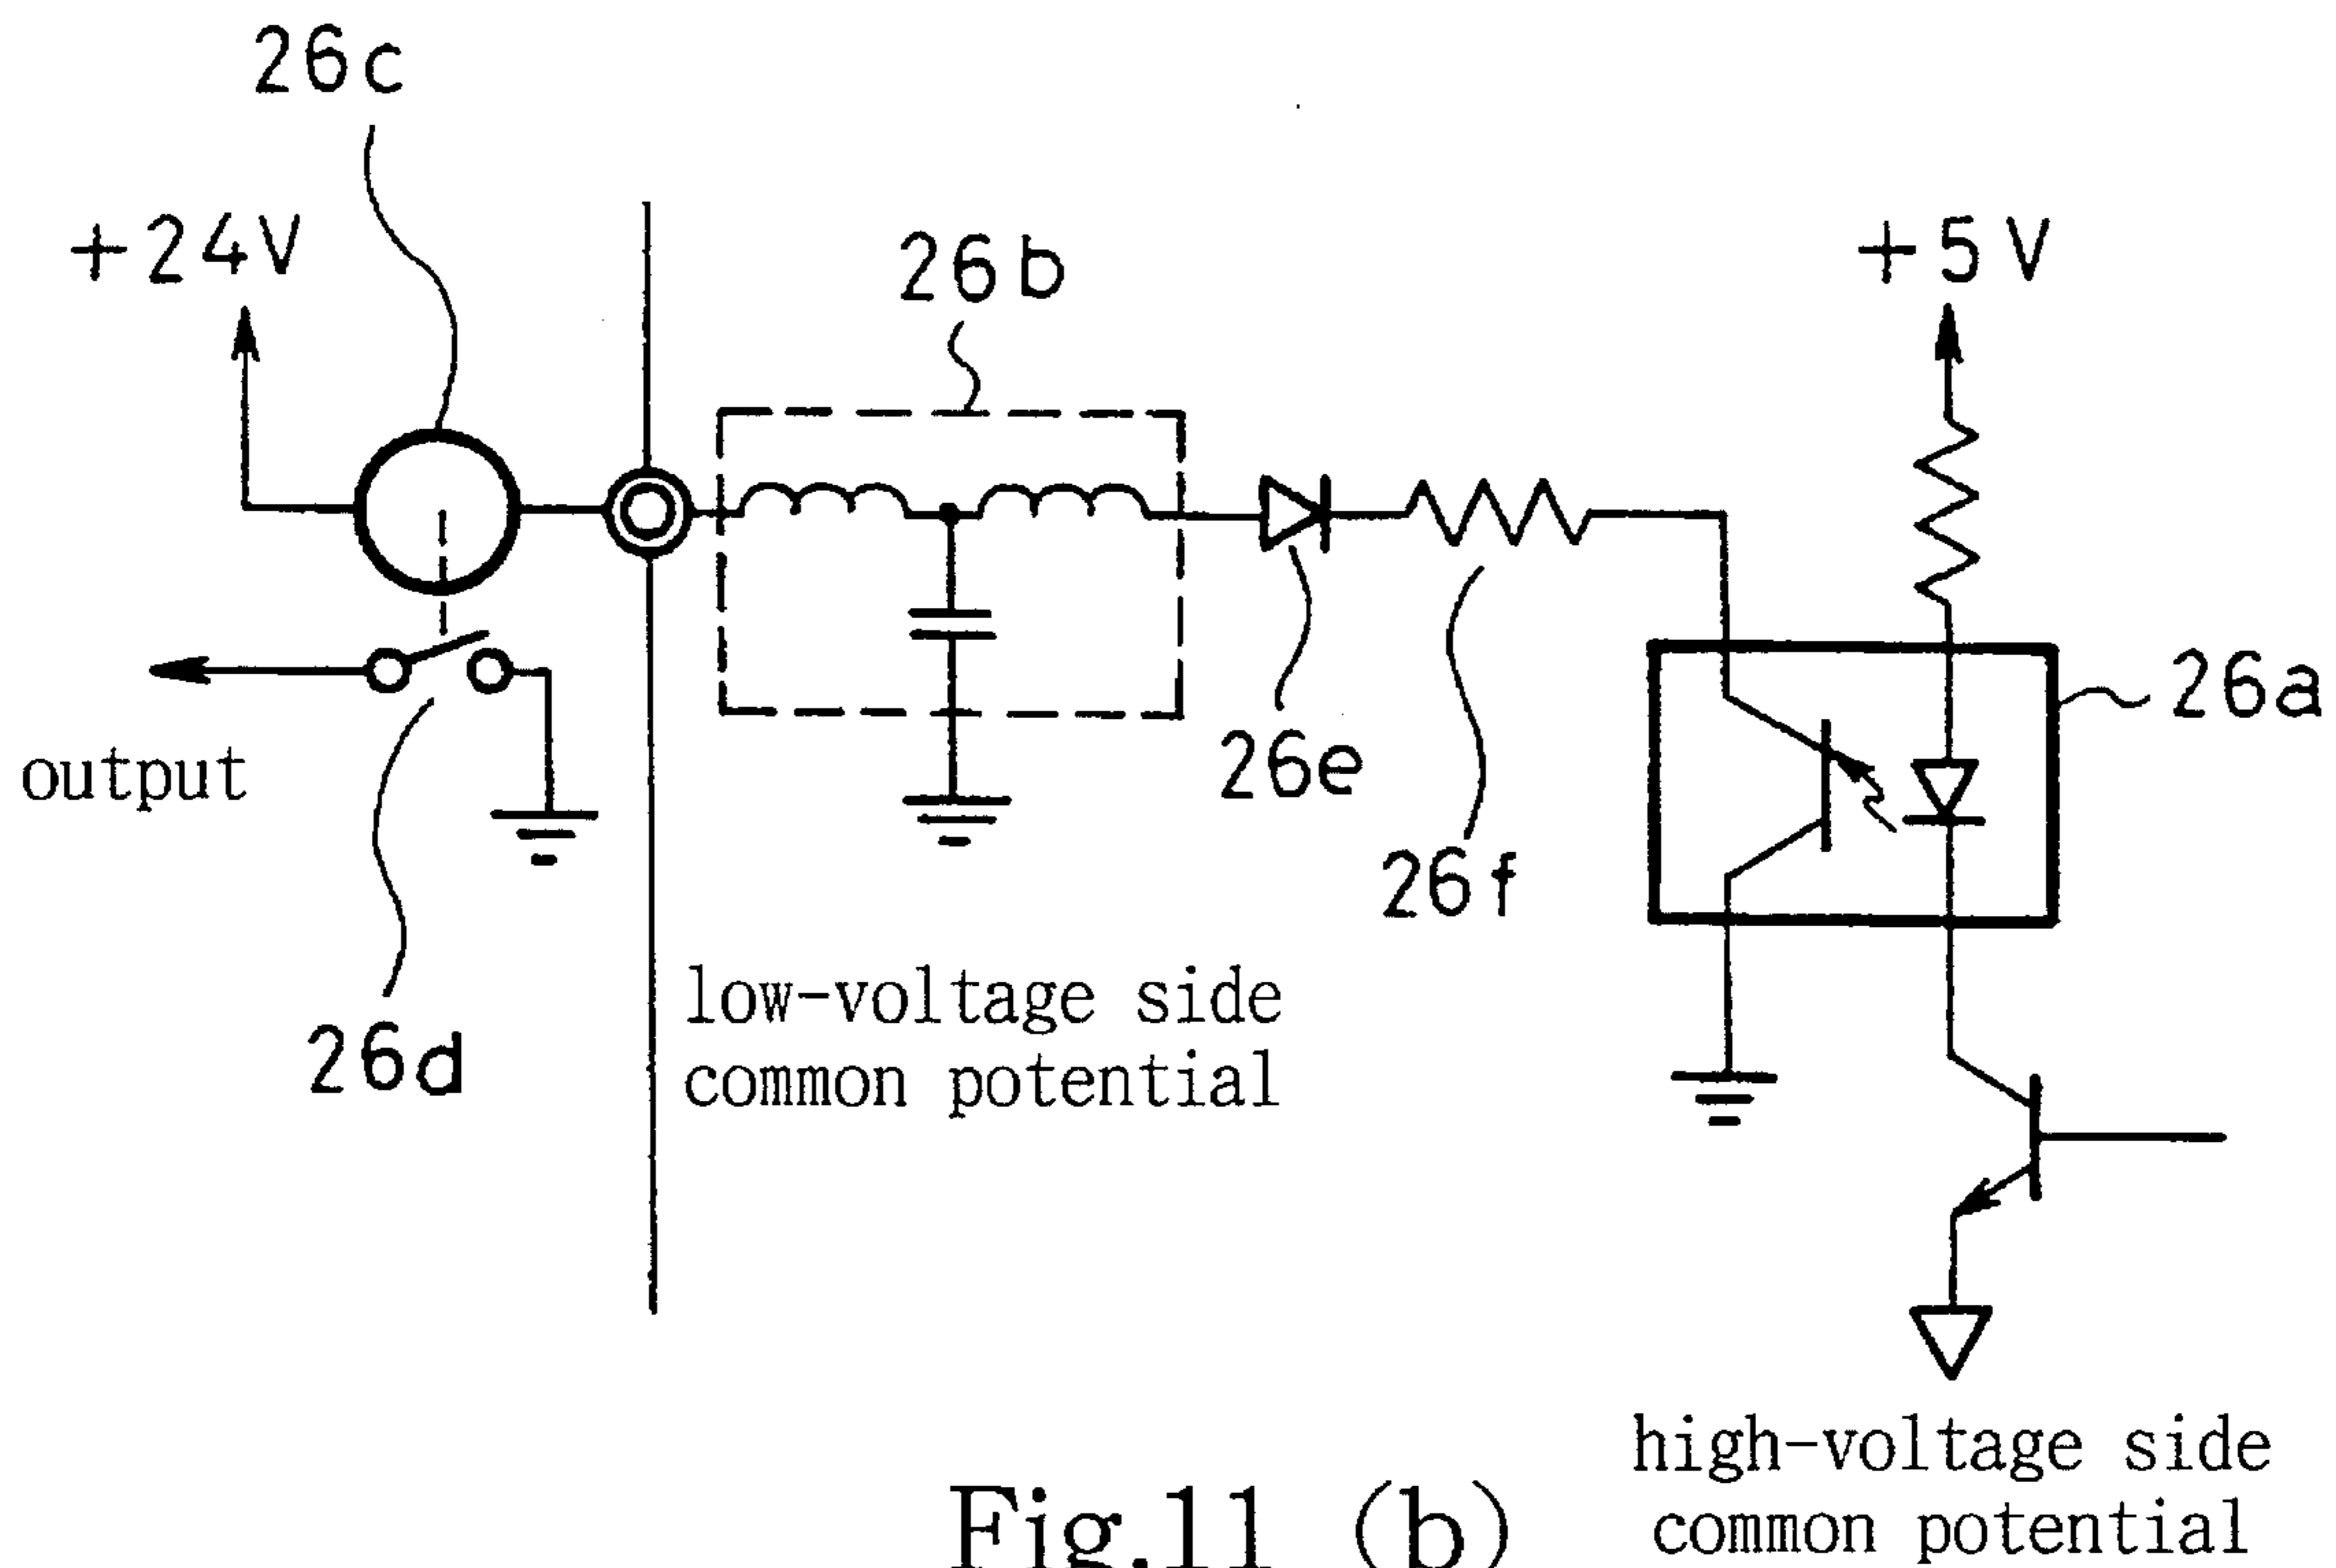 26c
+24V
26b
+5V
26a
26e
output
26f
low-voltage side
common potential
26d
high-voltage side
common potential
Fig.11 (b)